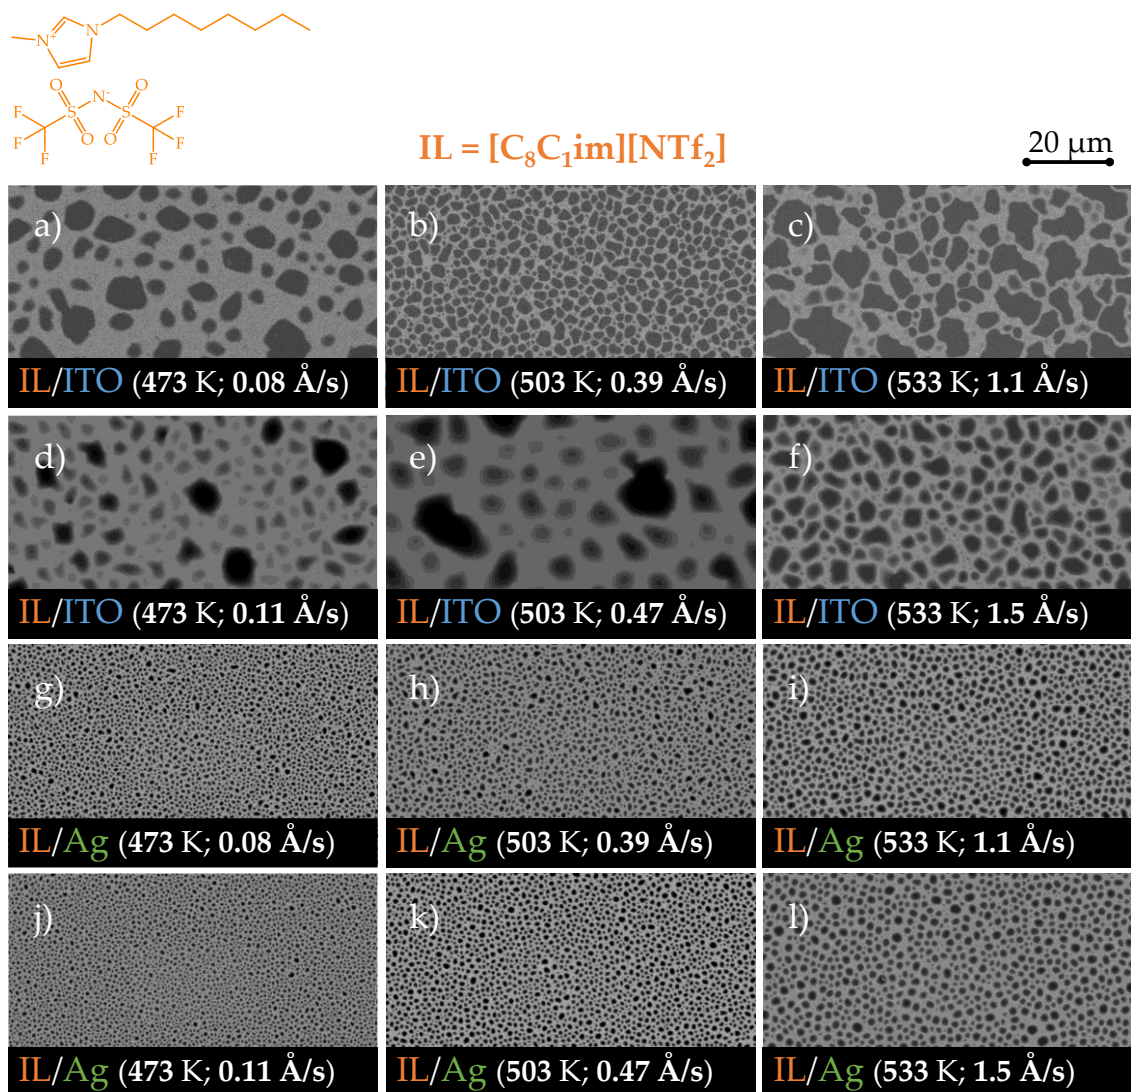 N
N+
O
N-
O
F
S
S
F
F
O
O
F
F
F
IL = [C₈C₁im][NTf₂]
20 μm
a)
b)
c)
IL/ITO (473 K; 0.08 Å/s)
IL/ITO (503 K; 0.39 Å/s)
IL/ITO (533 K; 1.1 Å/s)
d)
e)
f)
IL/ITO (473 K; 0.11 Å/s)
IL/ITO (503 K; 0.47 Å/s)
IL/ITO (533 K; 1.5 Å/s)
g)
h)
i)
IL/Ag (473 K; 0.08 Å/s)
IL/Ag (503 K; 0.39 Å/s)
IL/Ag (533 K; 1.1 Å/s)
j)
k)
l)
IL/Ag (473 K; 0.11 Å/s)
IL/Ag (503 K; 0.47 Å/s)
IL/Ag (533 K; 1.5 Å/s)